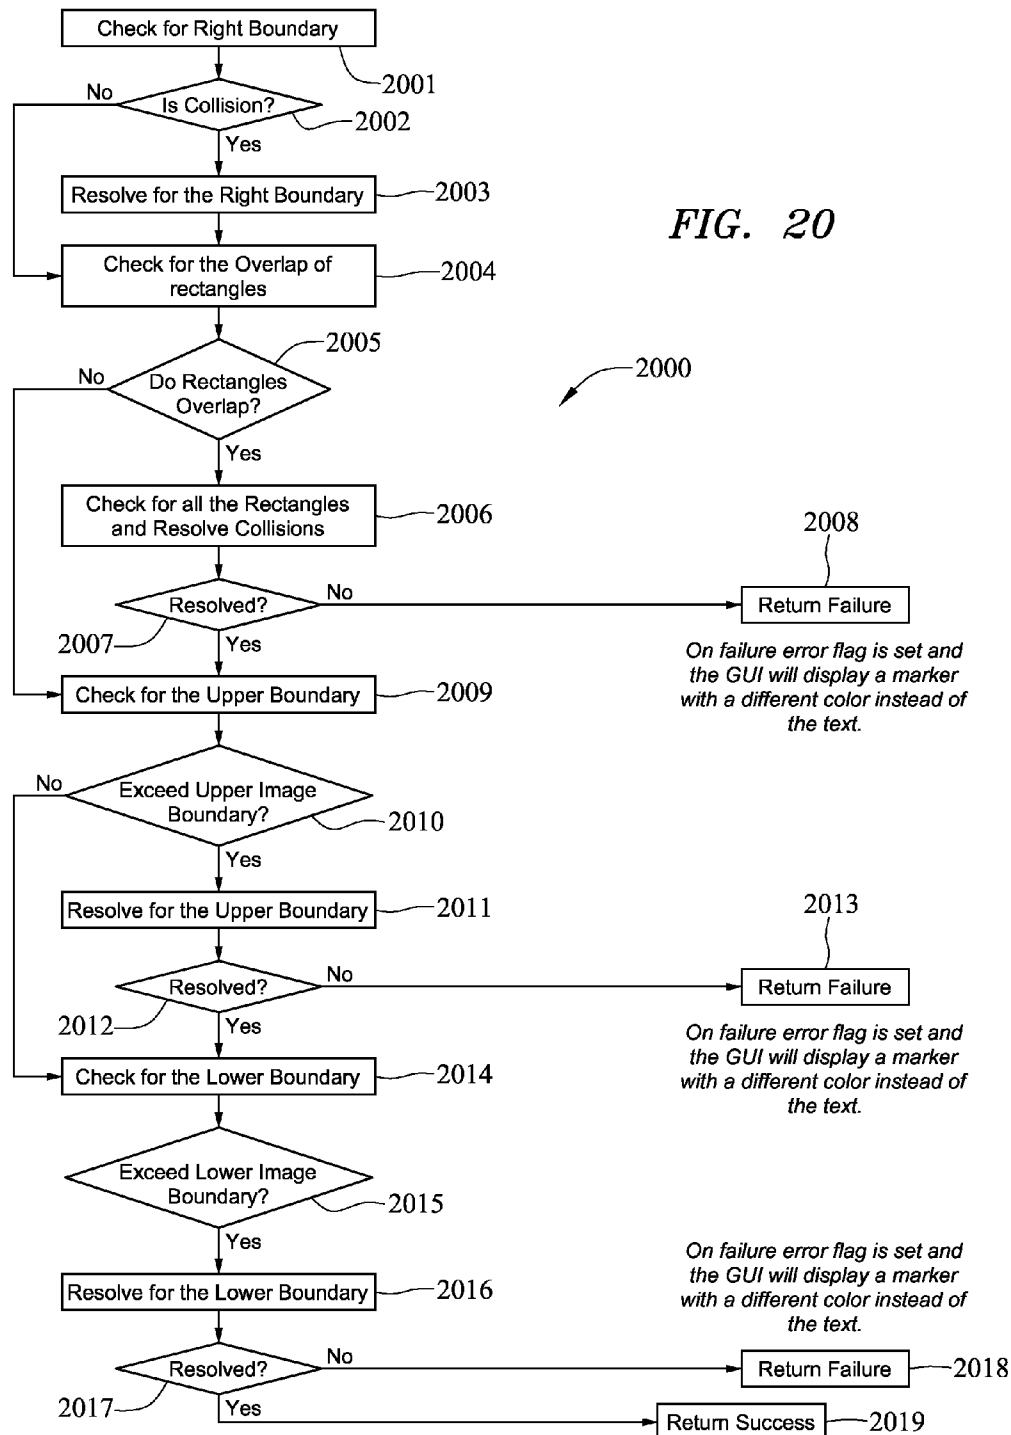 Check for Right Boundary
2001
No
Is Collision?
2002
Yes
Resolve for the Right Boundary
2003
FIG. 20
Check for the Overlap of
rectangles
2004
2005
No
Do Rectangles
Overlap?
2000
Yes
Check for all the Rectangles
and Resolve Collisions
2006
2008
Resolved?
No
Return Failure
2007
Yes
On failure error flag is set and
the GUI will display a marker
with a different color instead of
the text.
Check for the Upper Boundary
2009
No
Exceed Upper Image
Boundary?
2010
Yes
Resolve for the Upper Boundary
2011
2013
Resolved?
No
Return Failure
2012
Yes
On failure error flag is set and
the GUI will display a marker
with a different color instead of
the text.
Check for the Lower Boundary
2014
Exceed Lower Image
Boundary?
2015
Yes
On failure error flag is set and
the GUI will display a marker
with a different color instead of
the text.
Resolve for the Lower Boundary
2016
Resolved?
No
Return Failure
2018
2017
Yes
Return Success
2019